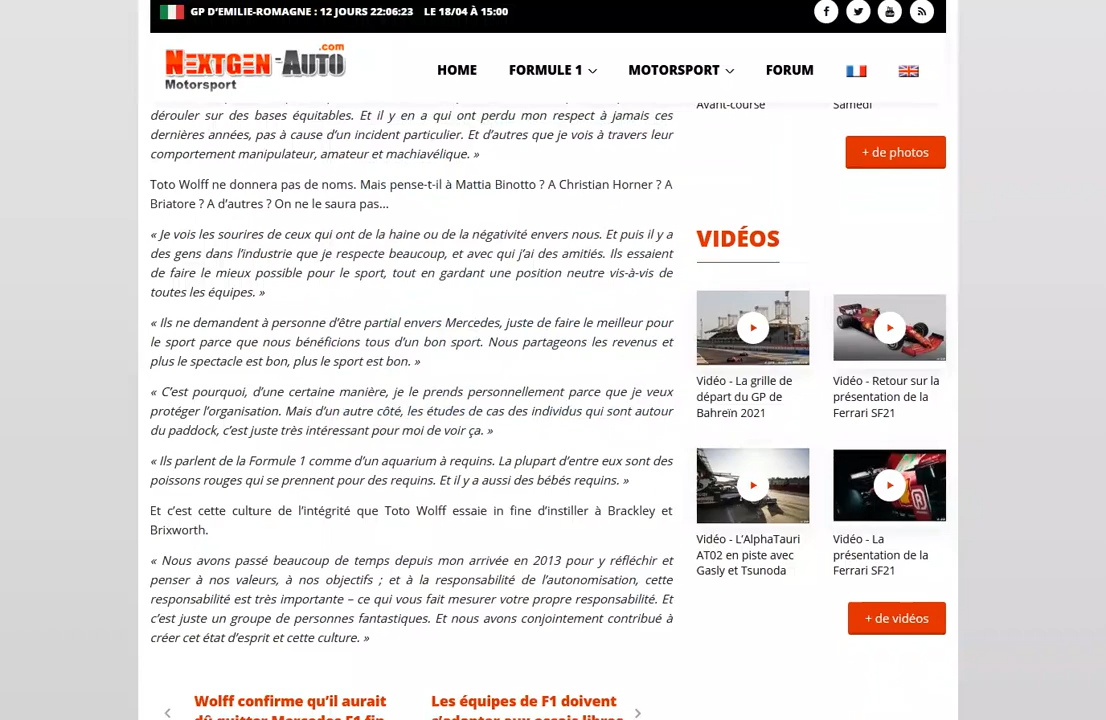 GP D'EMILIE-ROMAGNE : 12 JOURS 22:06:23 LE 18/04 À 15:00
NEXTGEN-AUTO
.com
Motorsport
HOME FORMULE 1 MOTORSPORT FORUM
dérouler sur des bases équitables. Et il y en a qui ont perdu mon respect à jamais ces
dernières années, pas à cause d'un incident particulier. Et d'autres que je vois à travers leur
comportement manipulateur, amateur et machiavélique. »
Toto Wolff ne donnera pas de noms. Mais pense-t-il à Mattia Binotto ? A Christian Horner ? A
Briatore ? A d'autres ? On ne le saura pas…
« Je vois les sourires de ceux qui ont de la haine ou de la négativité envers nous. Et puis il y a
des gens dans l'industrie que je respecte beaucoup, et avec qui j'ai des amitiés. Ils essaient
de faire le mieux possible pour le sport, tout en gardant une position neutre vis-à-vis de
toutes les équipes. »
« Ils ne demandent à personne d'être partial envers Mercedes, juste de faire le meilleur pour
le sport parce que nous bénéficions tous d'un bon sport. Nous partageons les revenus et
plus le spectacle est bon, plus le sport est bon. »
« C'est pourquoi, d'une certaine manière, je le prends personnellement parce que je veux
protéger l'organisation. Mais d'un autre côté, les études de cas des individus qui sont autour
du paddock, c'est juste très intéressant pour moi de voir ça. »
« Ils parlent de la Formule 1 comme d'un aquarium à requins. La plupart d'entre eux sont des
poissons rouges qui se prennent pour des requins. Et il y a aussi des bébés requins. »
Et c'est cette culture de l'intégrité que Toto Wolff essaie in fine d'instiller à Brackley et
Brixworth.
« Nous avons passé beaucoup de temps depuis mon arrivée en 2013 pour y réfléchir et
penser à nos valeurs, à nos objectifs ; et à la responsabilité de l'autonomisation, cette
responsabilité est très importante – ce qui vous fait mesurer votre propre responsabilité. Et
c'est juste un groupe de personnes fantastiques. Et nous avons conjointement contribué à
créer cet état d'esprit et cette culture. »
Wolff confirme qu'il aurait
dû quitter Mercedes F1 fin
Les équipes de F1 doivent
s'adapter aux essais libres
Avant-course
Samedi
+ de photos
VIDÉOS
Vidéo - La grille de
départ du GP de
Bahreïn 2021
Vidéo - Retour sur la
présentation de la
Ferrari SF21
Vidéo - L'AlphaTauri
AT02 en piste avec
Gasly et Tsunoda
Vidéo - La
présentation de la
Ferrari SF21
+ de vidéos